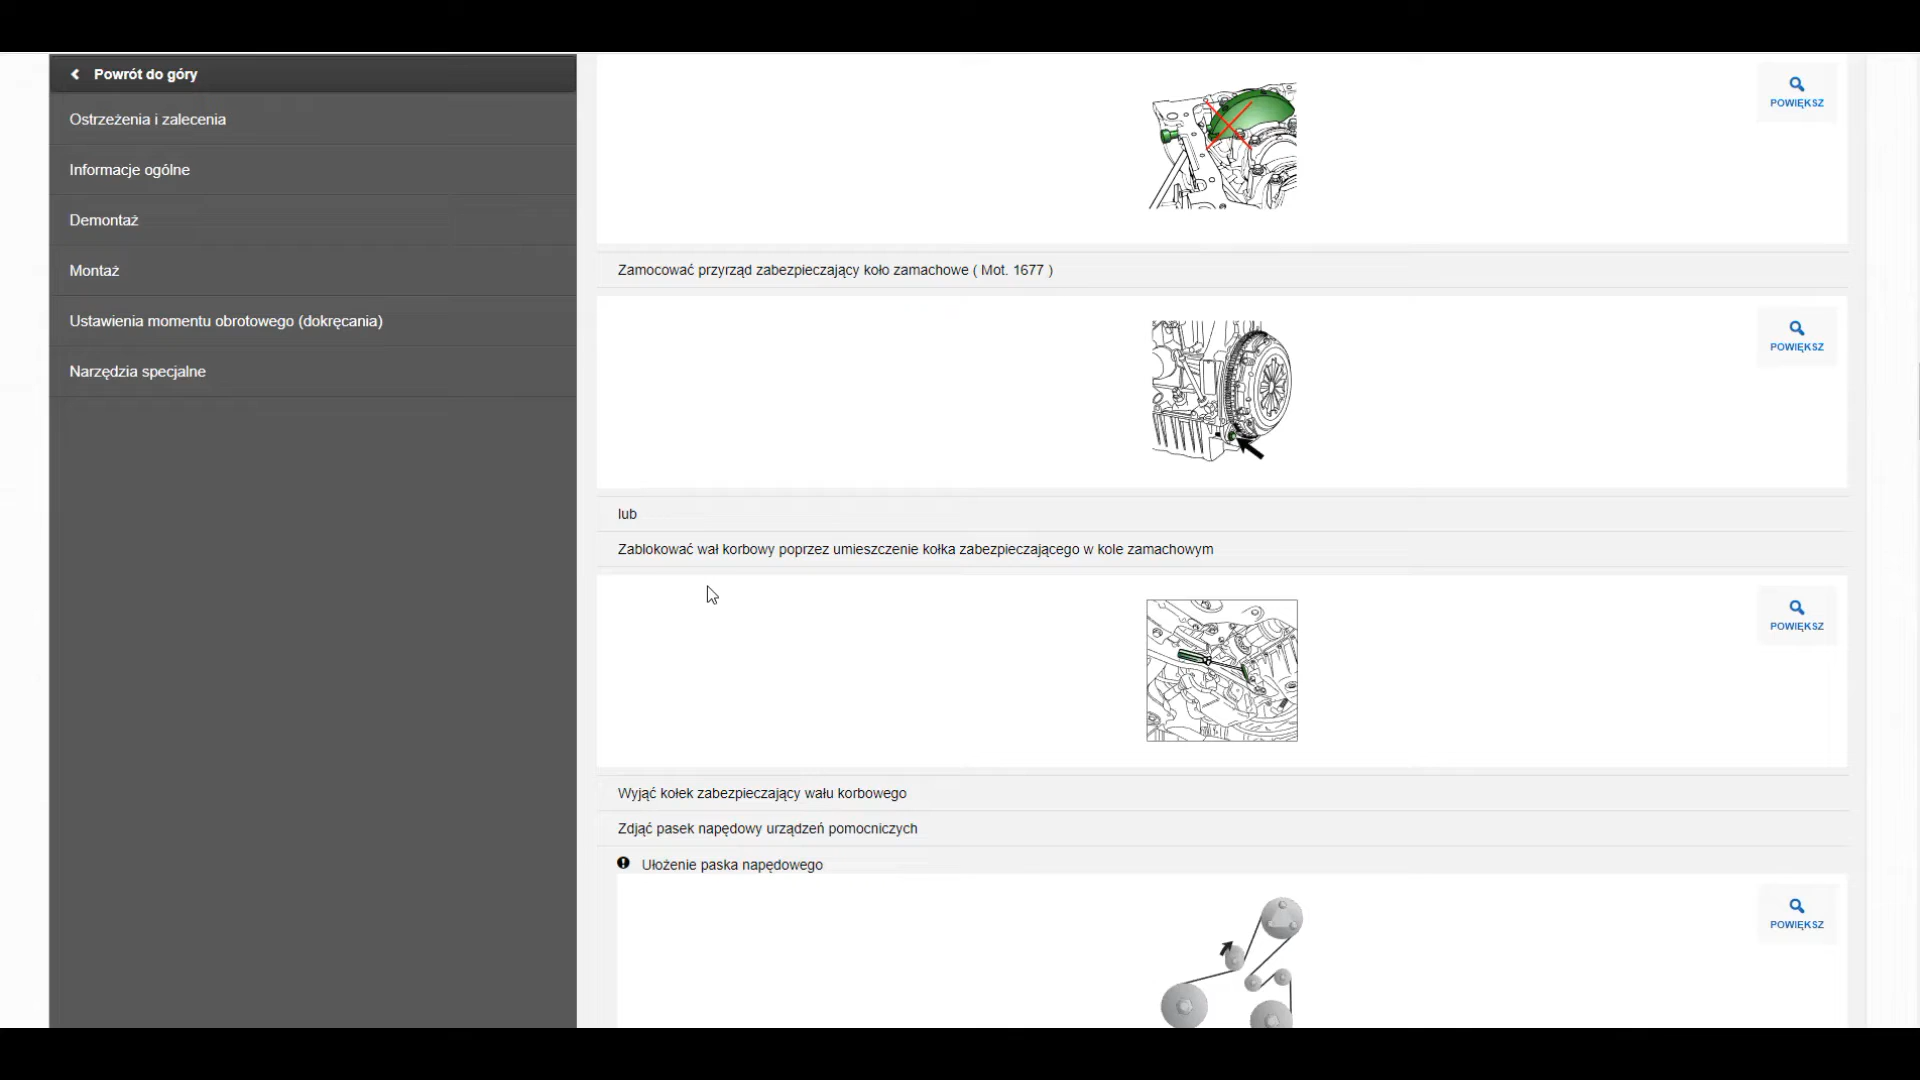 Powrót do góry
Ostrzeżenia i zalecenia
Informacje ogólne
Demontaż
Montaż
Ustawienia momentu obrotowego (dokręcania)
Narzędzia specjalne
POWIĘKSZ
Zamocować przyrząd zabezpieczający koło zamachowe ( Mot. 1677 )
POWIĘKSZ
lub
Zablokować wał korbowy poprzez umieszczenie kołka zabezpieczającego w kole zamachowym
POWIĘKSZ
Wyjąć kołek zabezpieczający wału korbowego
Zdjąć pasek napędowy urządzeń pomocniczych
Ułożenie paska napędowego
POWIĘKSZ